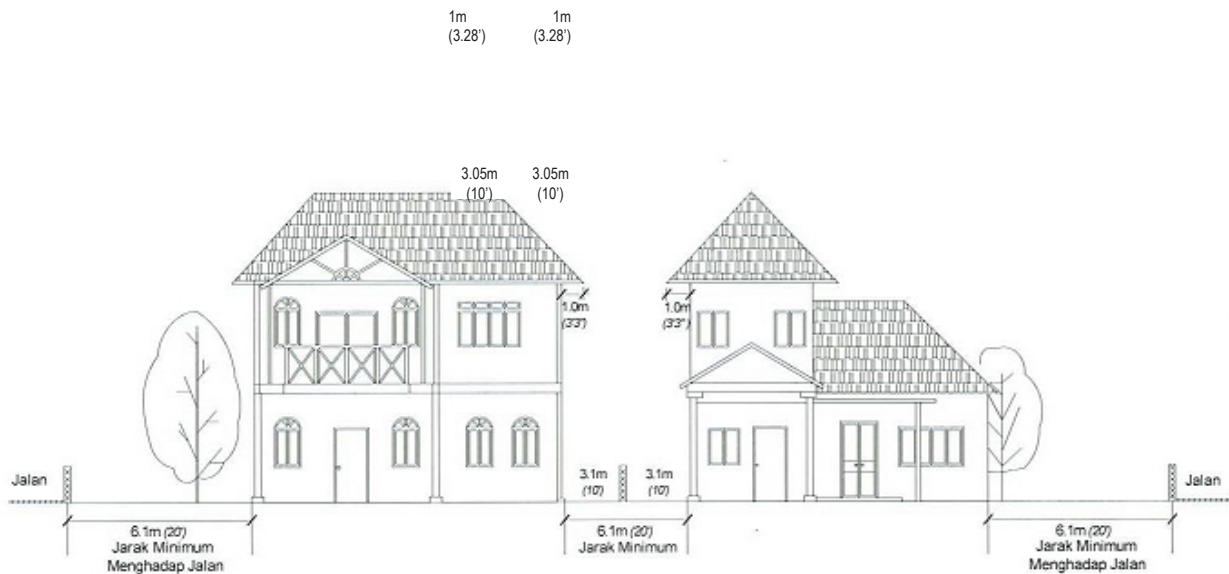 1m 1m
(3.28') (3.28')
3.05m 3.05m
(10') (10')
1.0m 1.0m
(3'3") (3'3")
Jalan 3.1m 3.1m Jalan
(10') (10')
6.1m (20') 6.1m (20') 6.1m (20')
Jarak Minimum Jarak Minimum Jarak Minimum
Menghadap Jalan Menghadap Jalan